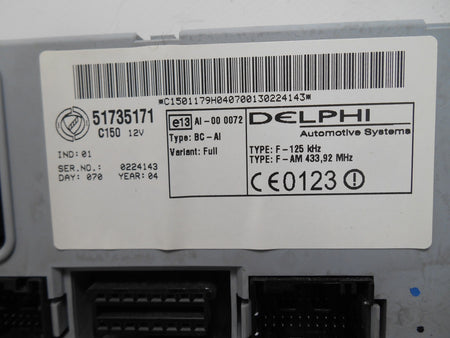 *C1501179H040700130224143*
51735171
C150 12V
IND:01
SER.NO.: 0224143
DAY: 070 YEAR: 04
e13 AI-00 0072
Type: BC-AI
Variant: Full
DELPHI
Automotive Systems
TYPE: F-125 kHz
TYPE: F-AM 433,92 MHz
CE0123!